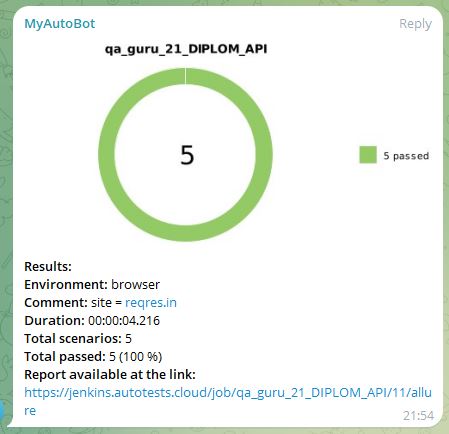 MyAutoBot Reply
qa_guru_21_DIPLOM_API
5
5 passed
Results:
Environment: browser
Comment: site = reqres.in
Duration: 00:00:04.216
Total scenarios: 5
Total passed: 5 (100 %)
Report available at the link:
https://jenkins.autotests.cloud/job/qa_guru_21_DIPLOM_API/11/allu
re
21:54